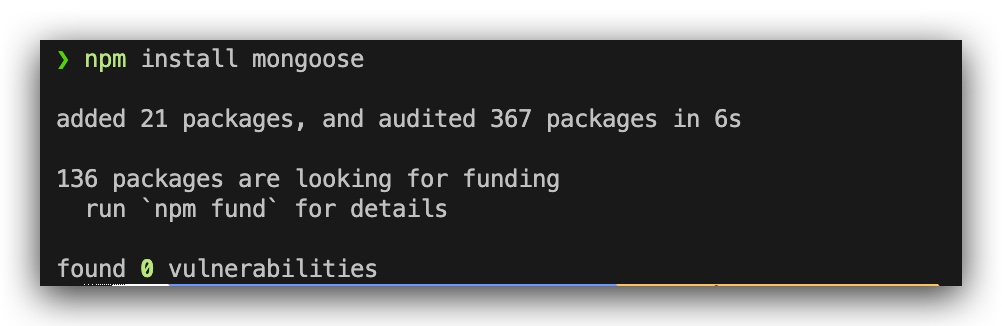 ❯ npm install mongoose
added 21 packages, and audited 367 packages in 6s
136 packages are looking for funding
run `npm fund` for details
found 0 vulnerabilities